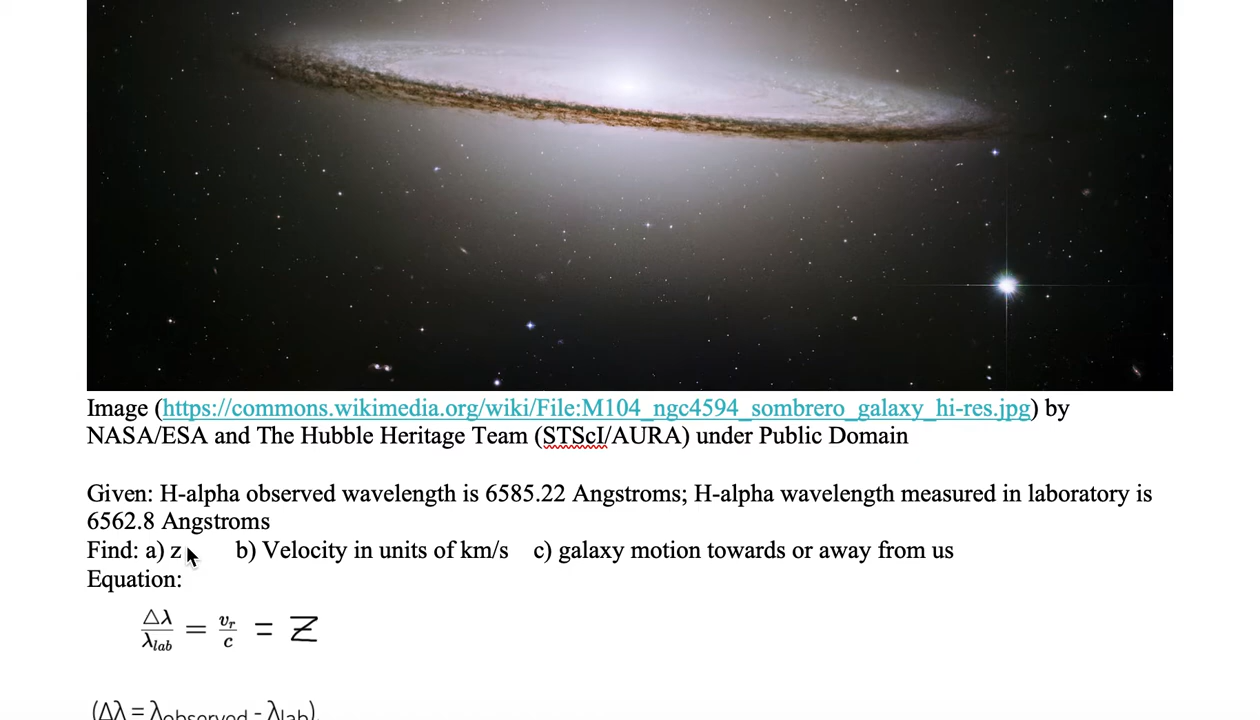 Image (https://commons.wikimedia.org/wiki/File:M104_ngc4594_sombrero_galaxy_hi-res.jpg) by
NASA/ESA and The Hubble Heritage Team (STScI/AURA) under Public Domain
Given: H-alpha observed wavelength is 6585.22 Angstroms; H-alpha wavelength measured in laboratory is
6562.8 Angstroms
Find: a) z b) Velocity in units of km/s c) galaxy motion towards or away from us
Equation:
Δλ/λlab = vr/c = Z
(Δλ = λobserved - λlab)